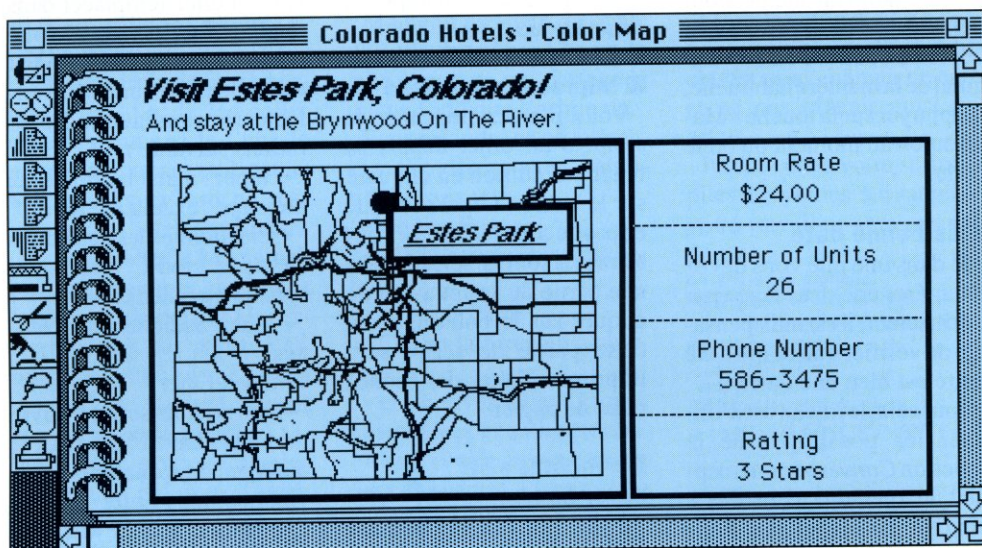 Colorado Hotels : Color Map
Visit Estes Park, Colorado!
And stay at the Brynwood On The River.
Estes Park
Room Rate
$24.00
Number of Units
26
Phone Number
586-3475
Rating
3 Stars